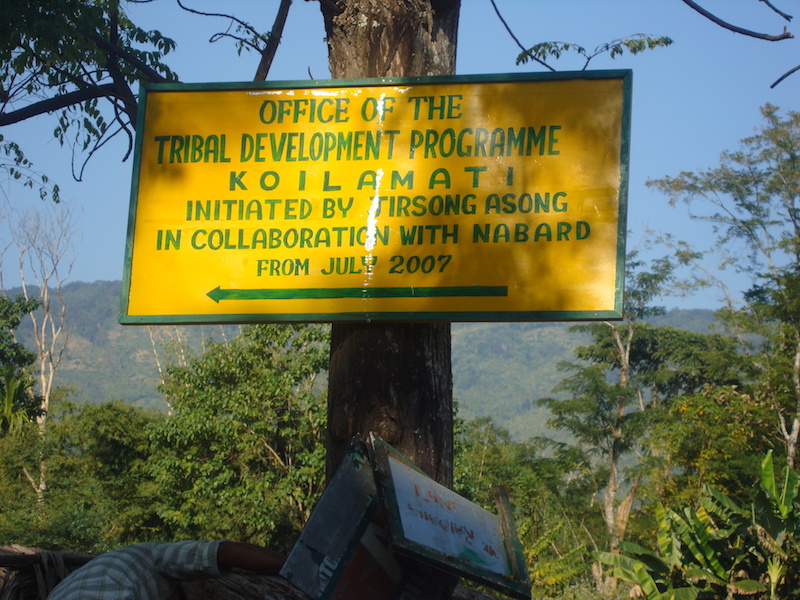 OFFICE OF THE
TRIBAL DEVELOPMENT PROGRAMME
KOILAMATI
INITIATED BY TIRSONG ASONG
IN COLLABORATION WITH NABARD
FROM JULY 2007